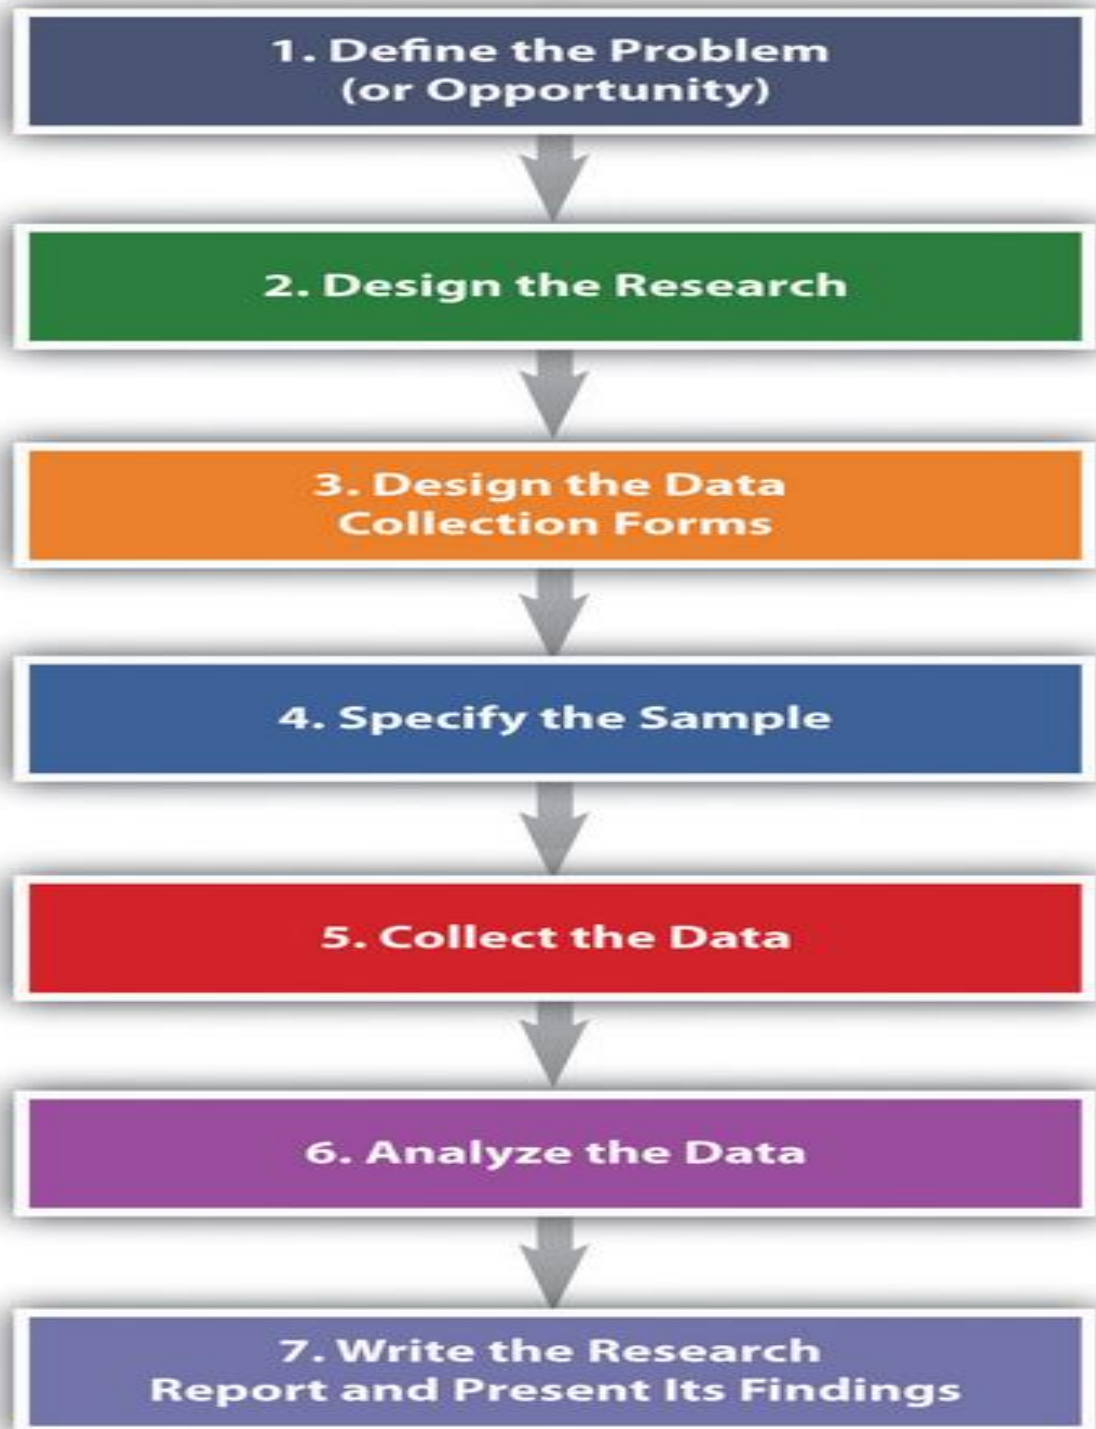 1. Define the Problem
(or Opportunity)
2. Design the Research
3. Design the Data
Collection Forms
4. Specify the Sample
5. Collect the Data
6. Analyze the Data
7. Write the Research
Report and Present Its Findings